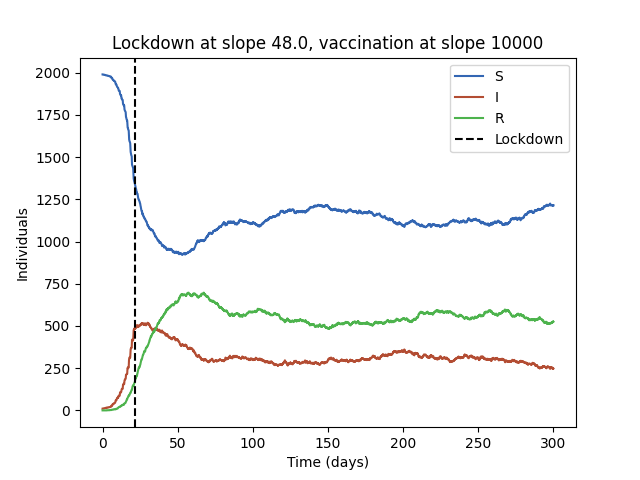 Lockdown at slope 48.0, vaccination at slope 10000
2000
1750
1500
1250
1000
750
500
250
0
Individuals
S
I
R
Lockdown
0 50 100 150 200 250 300
Time (days)